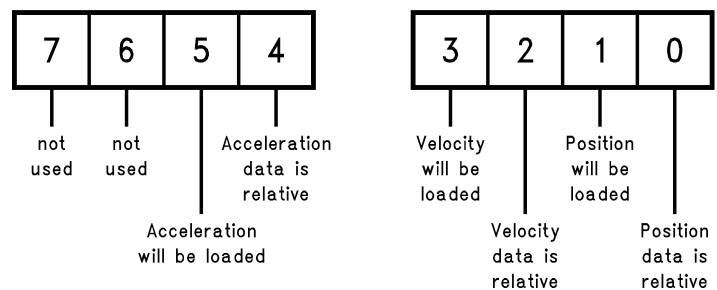 7 6 5 4 3 2 1 0
not used
not used
Acceleration
data is
relative
Acceleration
will be loaded
Velocity
will be
loaded
Velocity
data is
relative
Position
will be
loaded
Position
data is
relative